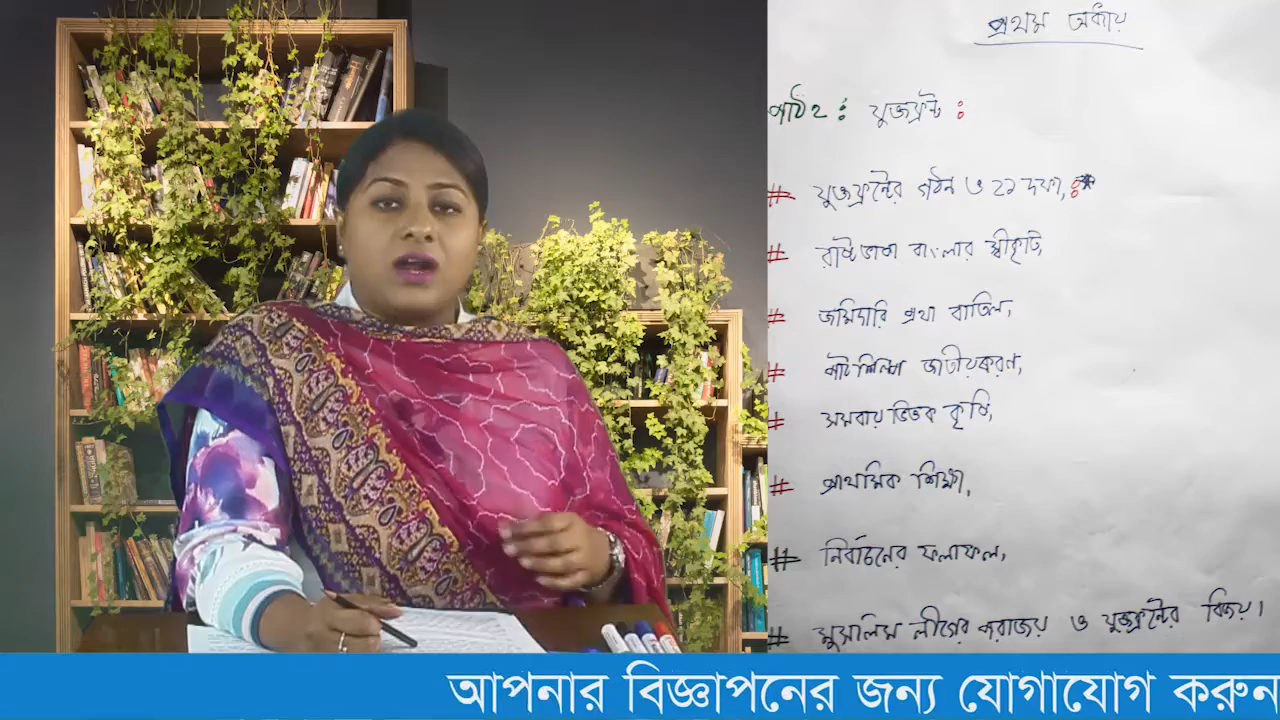 প্রথম অধ্যায়
পাঠ ২ : যুক্তফ্রন্ট :
# যুক্তফ্রন্টের গঠন ও ২১ দফা,
# রাষ্ট্রভাষা বাংলার স্বীকৃতি
# জমিদারি প্রথা বাতিল,
# পাটশিল্প জাতীয়করণ,
# সমবায় ভিত্তক কৃষি,
# প্রাথমিক শিক্ষা,
# নির্বাচনের ফলাফল,
# মুসলিম লীগের পরাজয় ও যুক্তফ্রন্টের বিজয়।
আপনার বিজ্ঞাপনের জন্য যোগাযোগ করুন